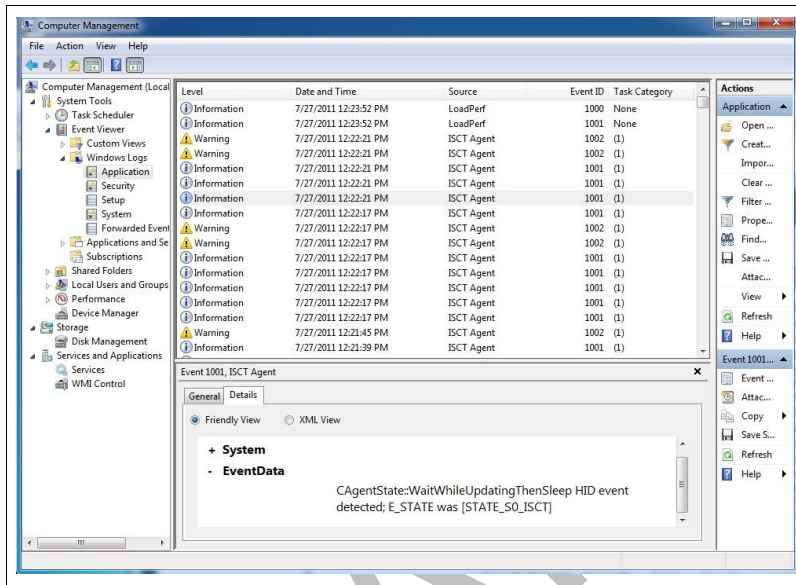 Computer Management
File Action View Help
Computer Management (Local
System Tools
Task Scheduler
Event Viewer
Custom Views
Windows Logs
Application
Security
Setup
System
Forwarded Event
Applications and Se
Subscriptions
Shared Folders
Local Users and Groups
Performance
Device Manager
Storage
Disk Management
Services and Applications
Services
WMI Control
Level Date and Time Source Event ID Task Category
Information 7/27/2011 12:23:52 PM LoadPerf 1000 None
Information 7/27/2011 12:23:52 PM LoadPerf 1001 None
Warning 7/27/2011 12:22:21 PM ISCT Agent 1002 (1)
Warning 7/27/2011 12:22:21 PM ISCT Agent 1002 (1)
Information 7/27/2011 12:22:21 PM ISCT Agent 1001 (1)
Information 7/27/2011 12:22:21 PM ISCT Agent 1001 (1)
Information 7/27/2011 12:22:21 PM ISCT Agent 1001 (1)
Information 7/27/2011 12:22:17 PM ISCT Agent 1001 (1)
Warning 7/27/2011 12:22:17 PM ISCT Agent 1002 (1)
Warning 7/27/2011 12:22:17 PM ISCT Agent 1002 (1)
Information 7/27/2011 12:22:17 PM ISCT Agent 1001 (1)
Information 7/27/2011 12:22:17 PM ISCT Agent 1001 (1)
Information 7/27/2011 12:22:17 PM ISCT Agent 1001 (1)
Information 7/27/2011 12:22:17 PM ISCT Agent 1001 (1)
Information 7/27/2011 12:22:17 PM ISCT Agent 1001 (1)
Warning 7/27/2011 12:21:45 PM ISCT Agent 1002 (1)
Information 7/27/2011 12:21:39 PM ISCT Agent 1001 (1)
Event 1001, ISCT Agent
General Details
Friendly View XML View
+ System
- EventData
CAgentState::WaitWhileUpdatingThenSleep HID event
detected; E_STATE was [STATE_S0_ISCT]
Actions
Application
Open ...
Creat...
Impor...
Clear ...
Filter ...
Prope...
Find...
Save ...
Attac...
View
Refresh
Help
Event 1001...
Event ...
Attac...
Copy
Save S...
Refresh
Help